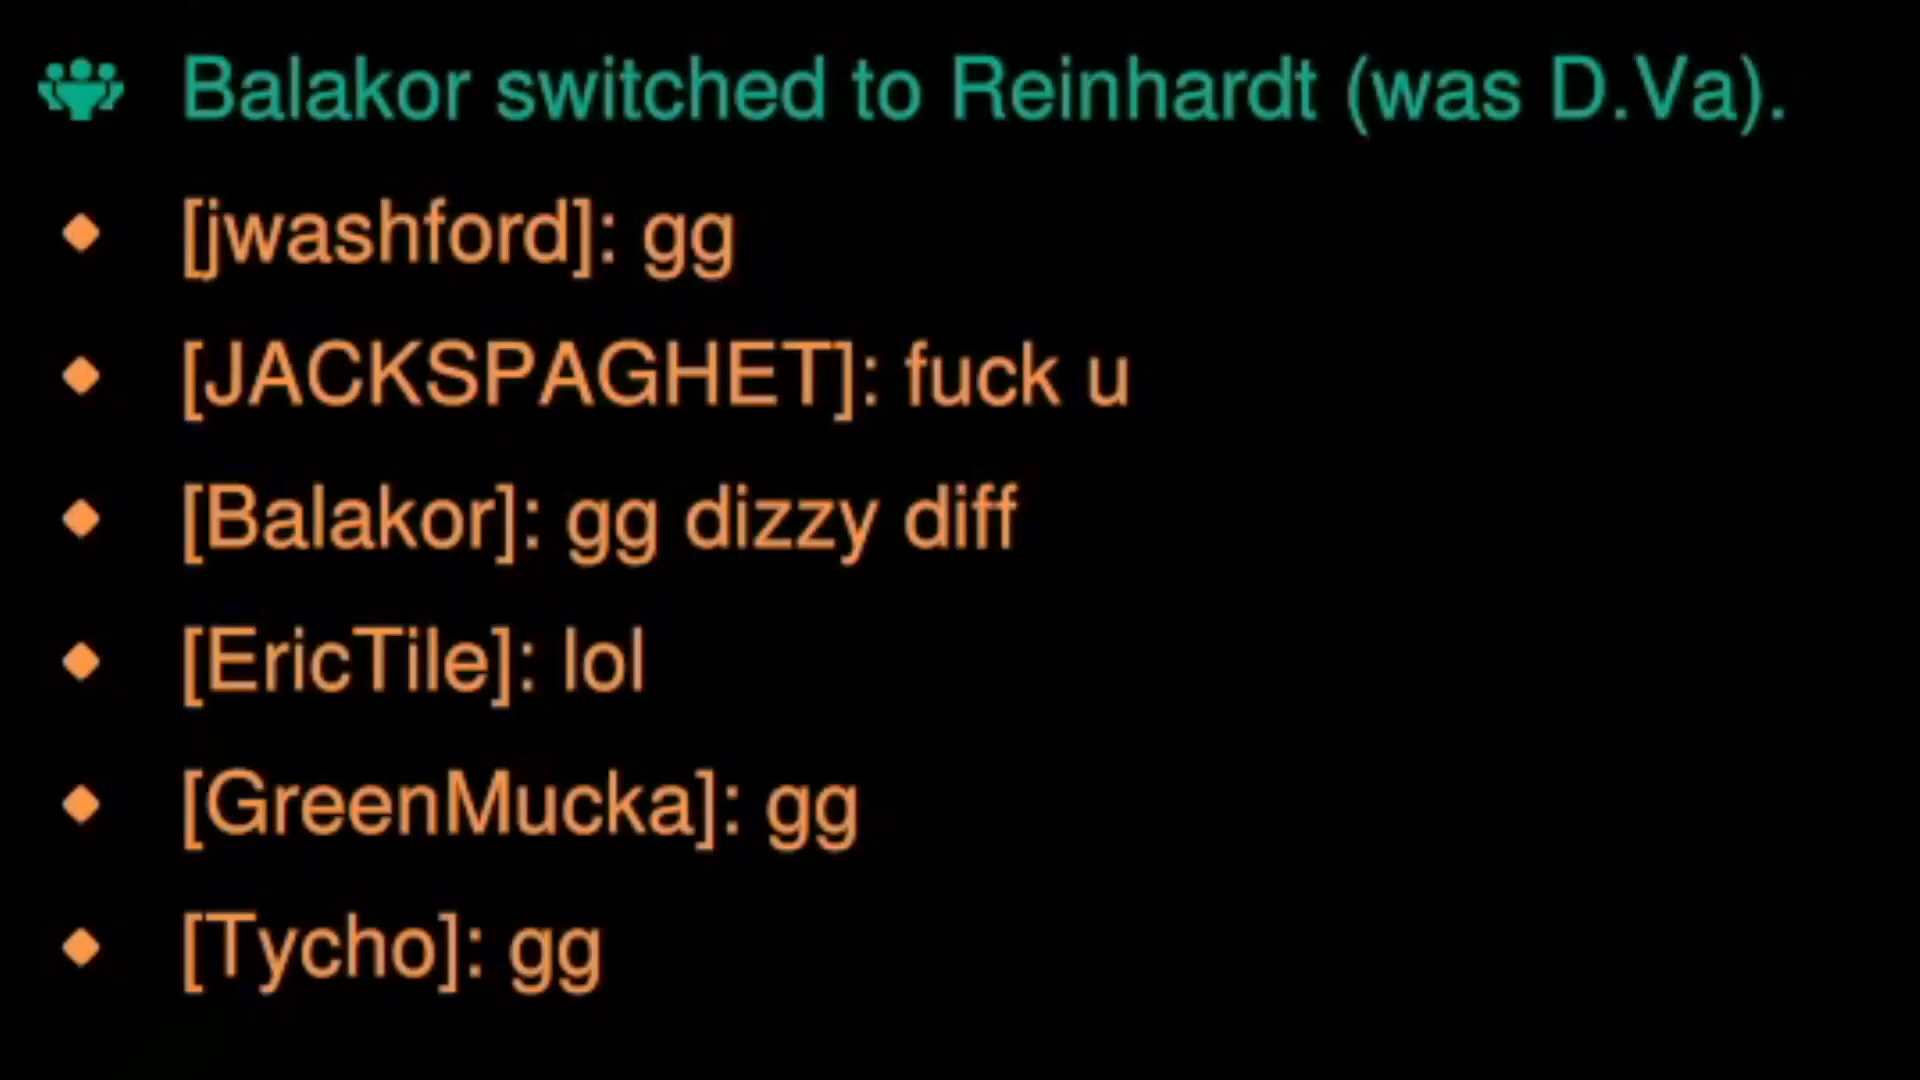 Balakor switched to Reinhardt (was D.Va).
[jwashford]: gg
[JACKSPAGHET]: fuck u
[Balakor]: gg dizzy diff
[EricTile]: lol
[GreenMucka]: gg
[Tycho]: gg